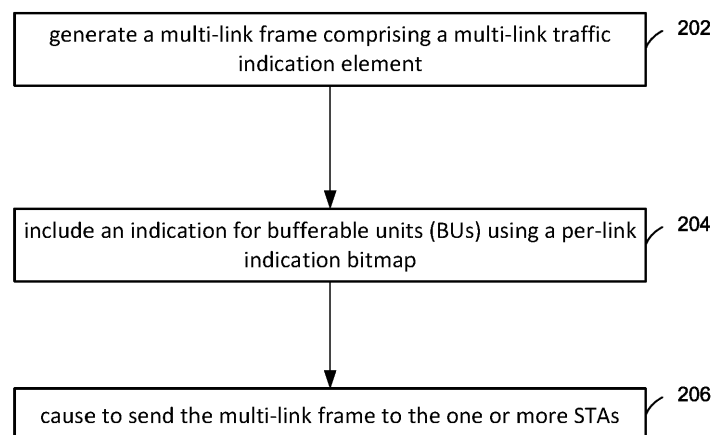 generate a multi-link frame comprising a multi-link traffic
indication element
202
include an indication for bufferable units (BUs) using a per-link
indication bitmap
204
cause to send the multi-link frame to the one or more STAs
206